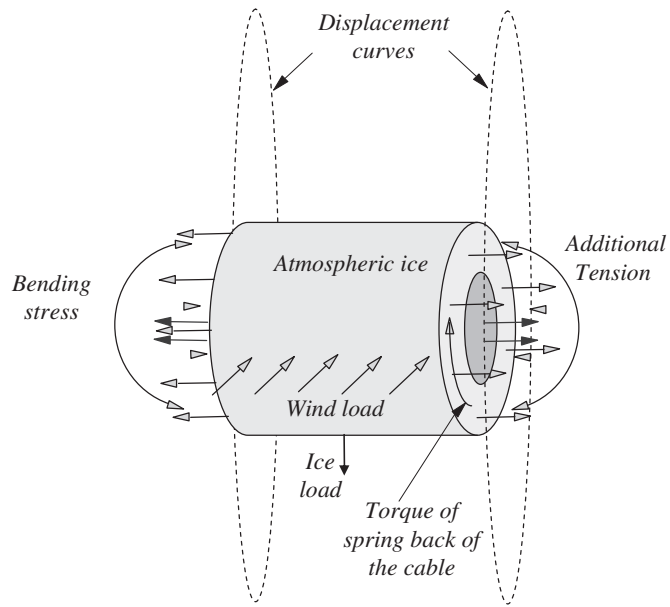 Displacement
curves
Atmospheric ice
Additional
Tension
Bending
stress
Wind load
Ice
load
Torque of
spring back of
the cable